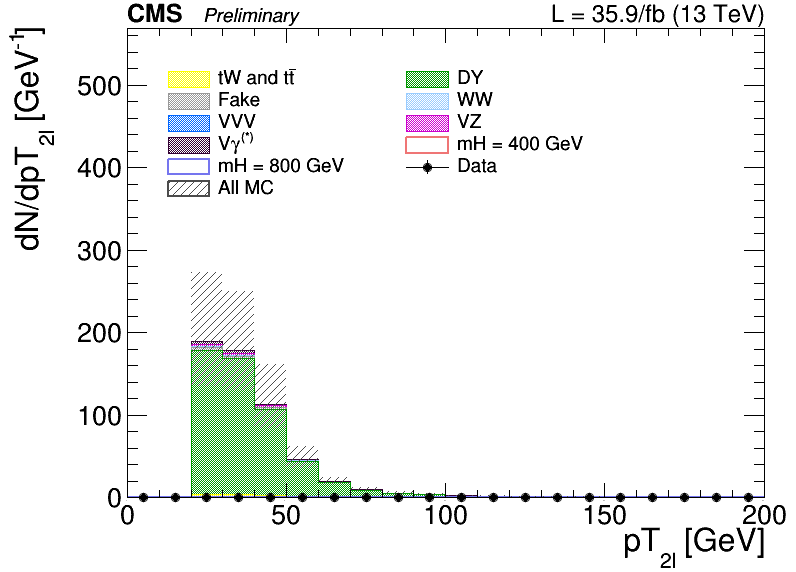 CMS Preliminary L = 35.9/fb (13 TeV)
dN/dpT2l [GeV-1]
tW and tt̅ DY
Fake WW
VVV VZ
Vγ(*) mH = 400 GeV
mH = 800 GeV Data
All MC
500
400
300
200
100
0
0 50 100 150 200
pT2l [GeV]